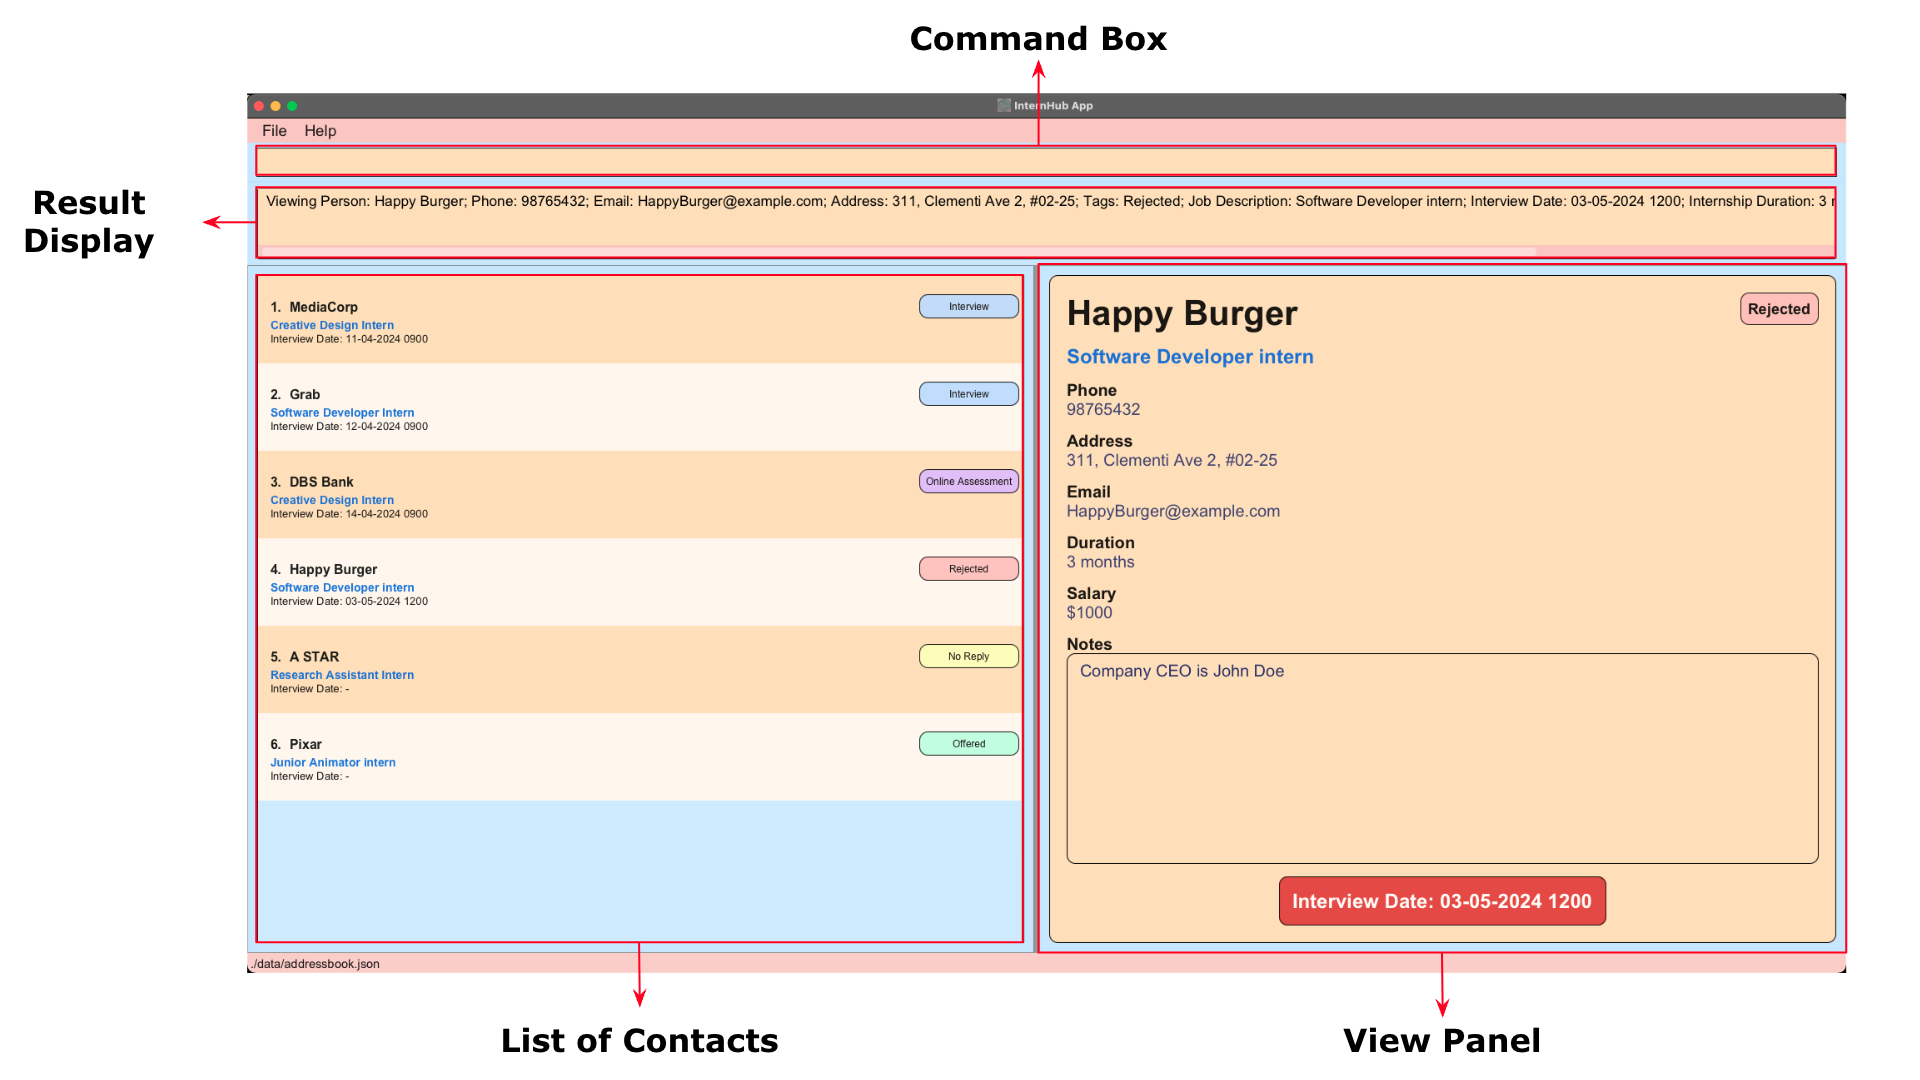 Command Box
InternHub App
File Help
Result
Display
Viewing Person: Happy Burger; Phone: 98765432; Email: HappyBurger@example.com; Address: 311, Clementi Ave 2, #02-25; Tags: Rejected; Job Description: Software Developer intern; Interview Date: 03-05-2024 1200; Internship Duration: 3
1. MediaCorp
Interview
Creative Design Intern
Interview Date: 11-04-2024 0900
2. Grab
Interview
Software Developer Intern
Interview Date: 12-04-2024 0900
3. DBS Bank
Online Assessment
Creative Design Intern
Interview Date: 14-04-2024 0900
4. Happy Burger
Rejected
Software Developer intern
Interview Date: 03-05-2024 1200
5. A STAR
No Reply
Research Assistant Intern
Interview Date: -
6. Pixar
Offered
Junior Animator intern
Interview Date: -
Happy Burger
Rejected
Software Developer intern
Phone
98765432
Address
311, Clementi Ave 2, #02-25
Email
HappyBurger@example.com
Duration
3 months
Salary
$1000
Notes
Company CEO is John Doe
Interview Date: 03-05-2024 1200
./data/addressbook.json
List of Contacts
View Panel